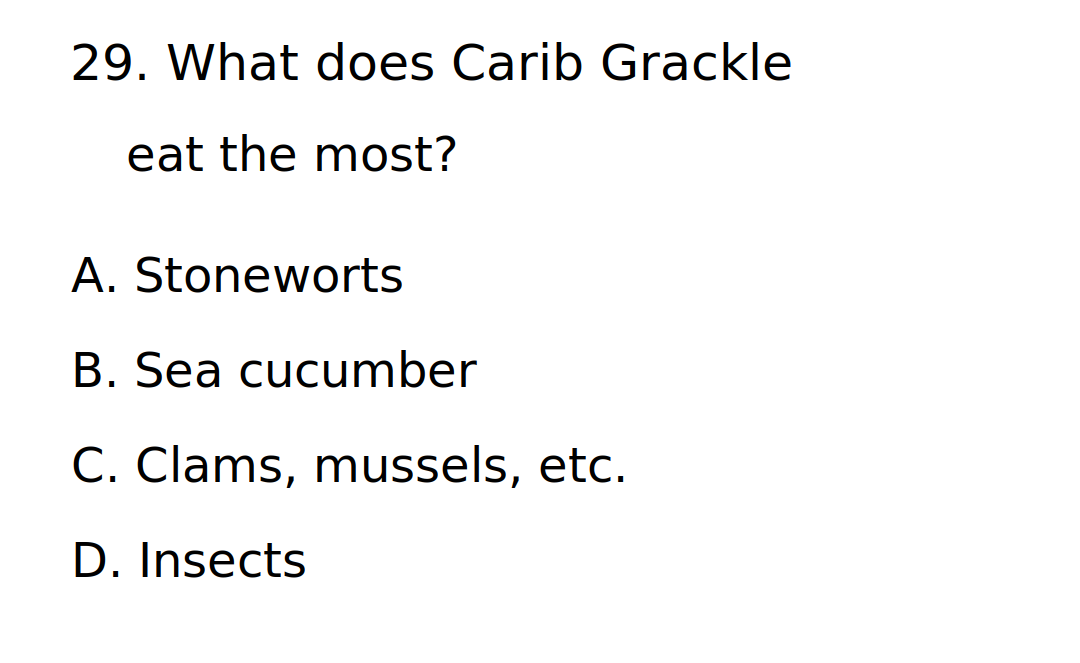 29. What does Carib Grackle
eat the most?
A. Stoneworts
B. Sea cucumber
C. Clams, mussels, etc.
D. Insects